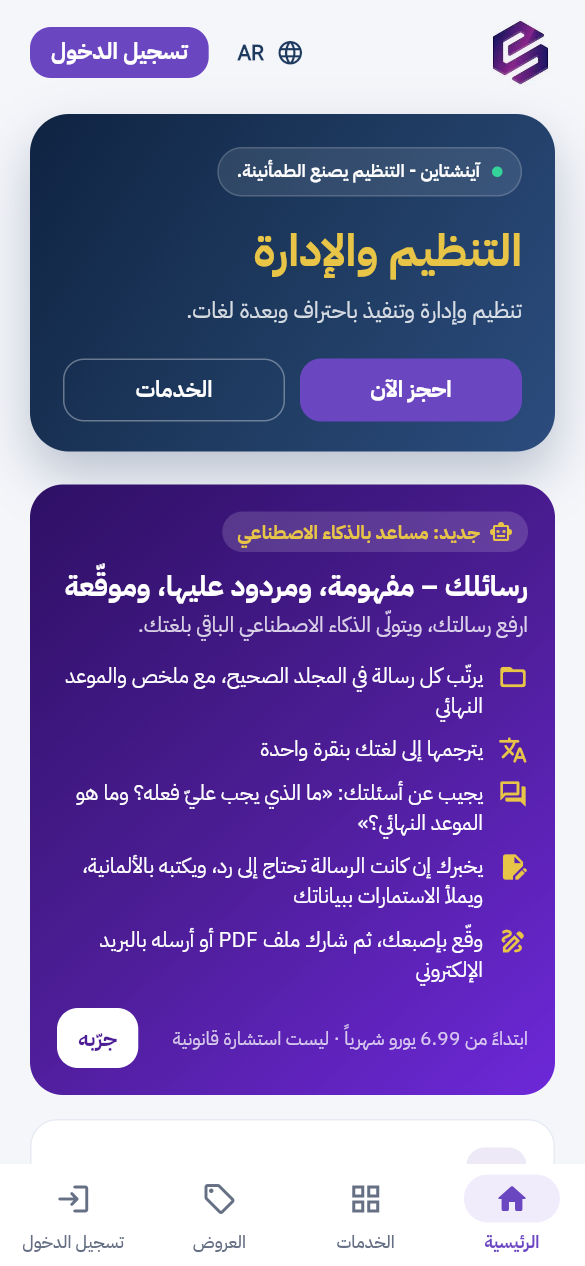 AR
تسجيل الدخول
آينشتاين - التنظيم يصنع الطمأنينة.
التنظيم والإدارة
تنظيم وإدارة وتنفيذ باحتراف وبعدة لغات.
احجز الآن
الخدمات
جديد: مساعد بالذكاء الاصطناعي
رسائلك – مفهومة، ومردود عليها، وموقّعة
ارفع رسالتك، ويتولّى الذكاء الاصطناعي الباقي بلغتك.
يرتّب كل رسالة في المجلد الصحيح، مع ملخص والموعد
النهائي
يترجمها إلى لغتك بنقرة واحدة
يجيب عن أسئلتك: «ما الذي يجب عليّ فعله؟ وما هو
الموعد النهائي؟»
يخبرك إن كانت الرسالة تحتاج إلى رد، ويكتبه بالألمانية،
ويملأ الاستمارات ببياناتك
وقّع بإصبعك، ثم شارك ملف PDF أو أرسله بالبريد
الإلكتروني
ابتداءً من 6.99 يورو شهرياً · ليست استشارة قانونية
جرّبه
الرئيسية
الخدمات
العروض
تسجيل الدخول